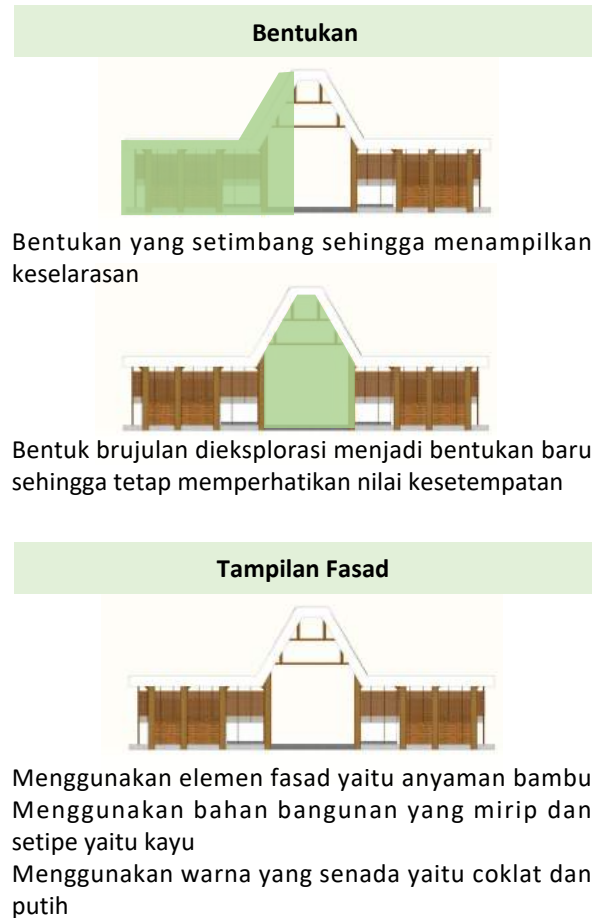 Bentukan
Bentukan yang setimbang sehingga menampilkan
keselarasan
Bentuk brujulan dieksplorasi menjadi bentukan baru
sehingga tetap memperhatikan nilai kesetempatan
Tampilan Fasad
Menggunakan elemen fasad yaitu anyaman bambu
Menggunakan bahan bangunan yang mirip dan
setipe yaitu kayu
Menggunakan warna yang senada yaitu coklat dan
putih